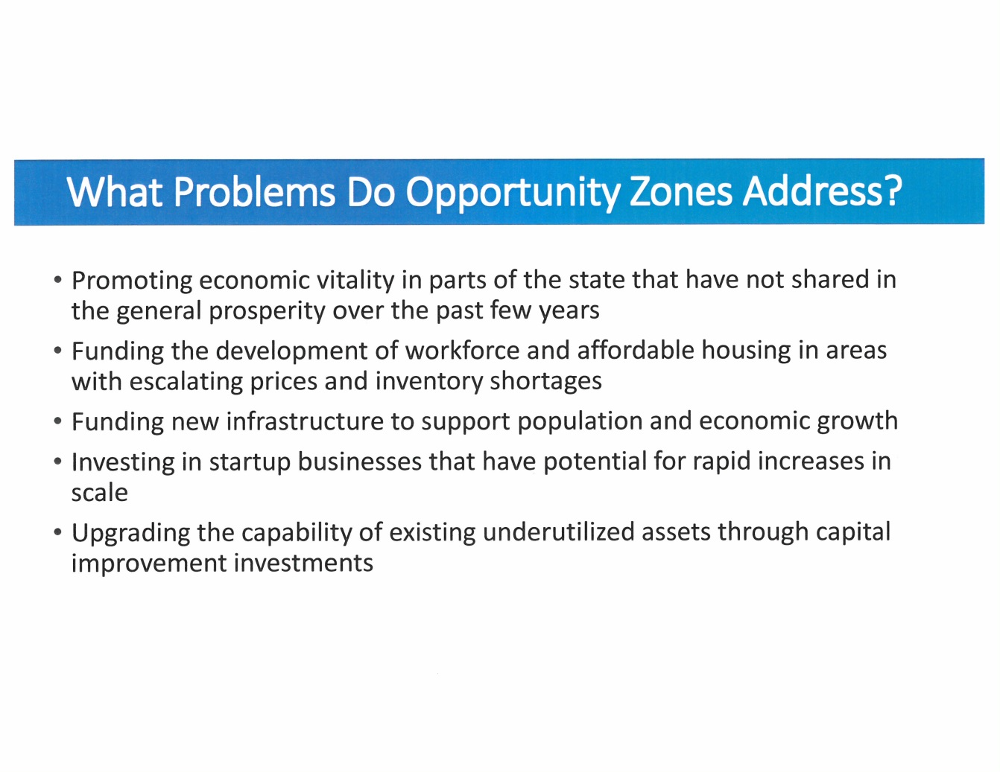 What Problems Do Opportunity Zones Address?
• Promoting economic vitality in parts of the state that have not shared in
the general prosperity over the past few years
• Funding the development of workforce and affordable housing in areas
with escalating prices and inventory shortages
• Funding new infrastructure to support population and economic growth
• Investing in startup businesses that have potential for rapid increases in
scale
• Upgrading the capability of existing underutilized assets through capital
improvement investments